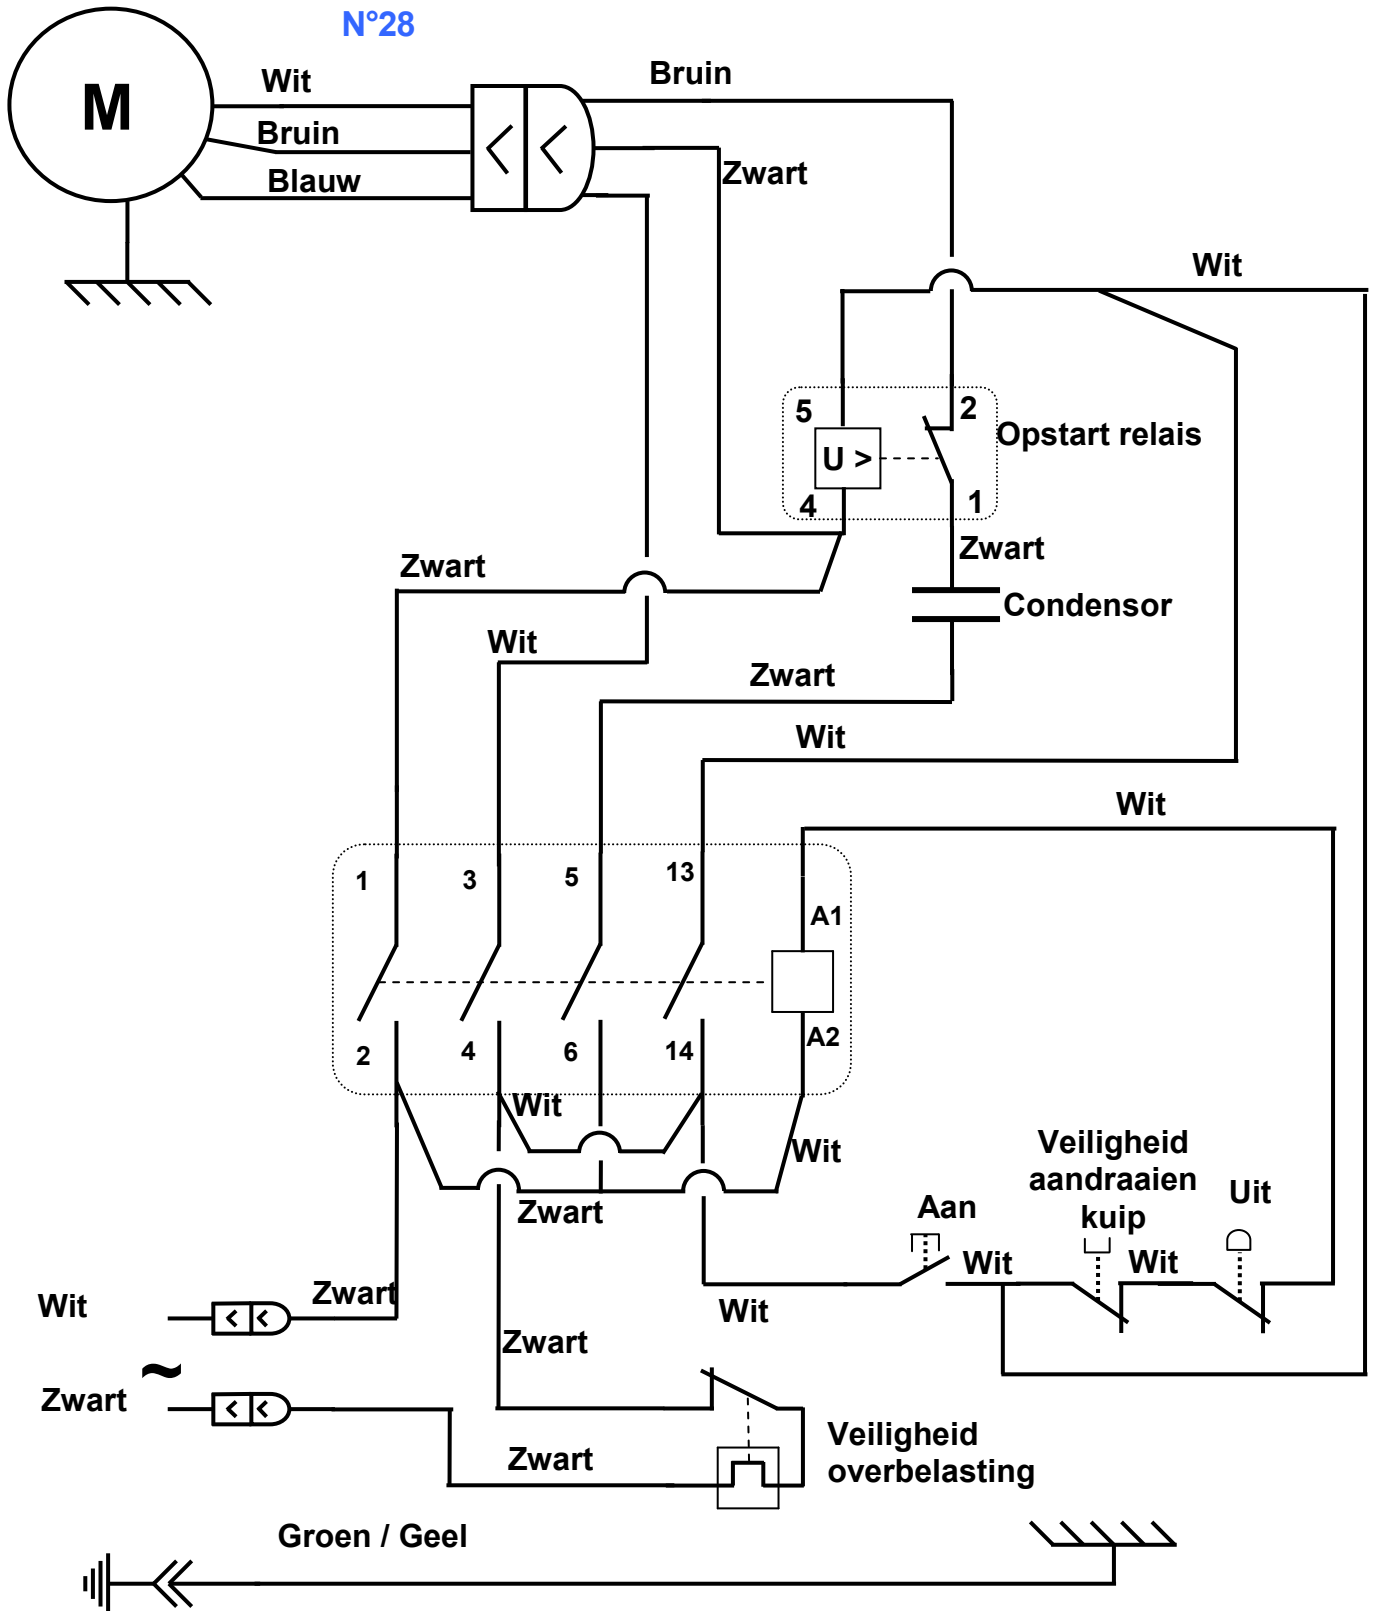 N°28
M
Wit
Bruin
Blauw
Bruin
Zwart
Wit
5
2
Opstart relais
U >
4
1
Zwart
Condensor
Zwart
Wit
Zwart
Wit
Wit
1
3
5
13
A1
2
4
6
14
A2
Wit
Wit
Zwart
Veiligheid
aandraaien
kuip
Uit
Aan
Wit
Wit
Wit
Wit
Zwart
Zwart
~
Zwart
Zwart
Veiligheid
overbelasting
Groen / Geel